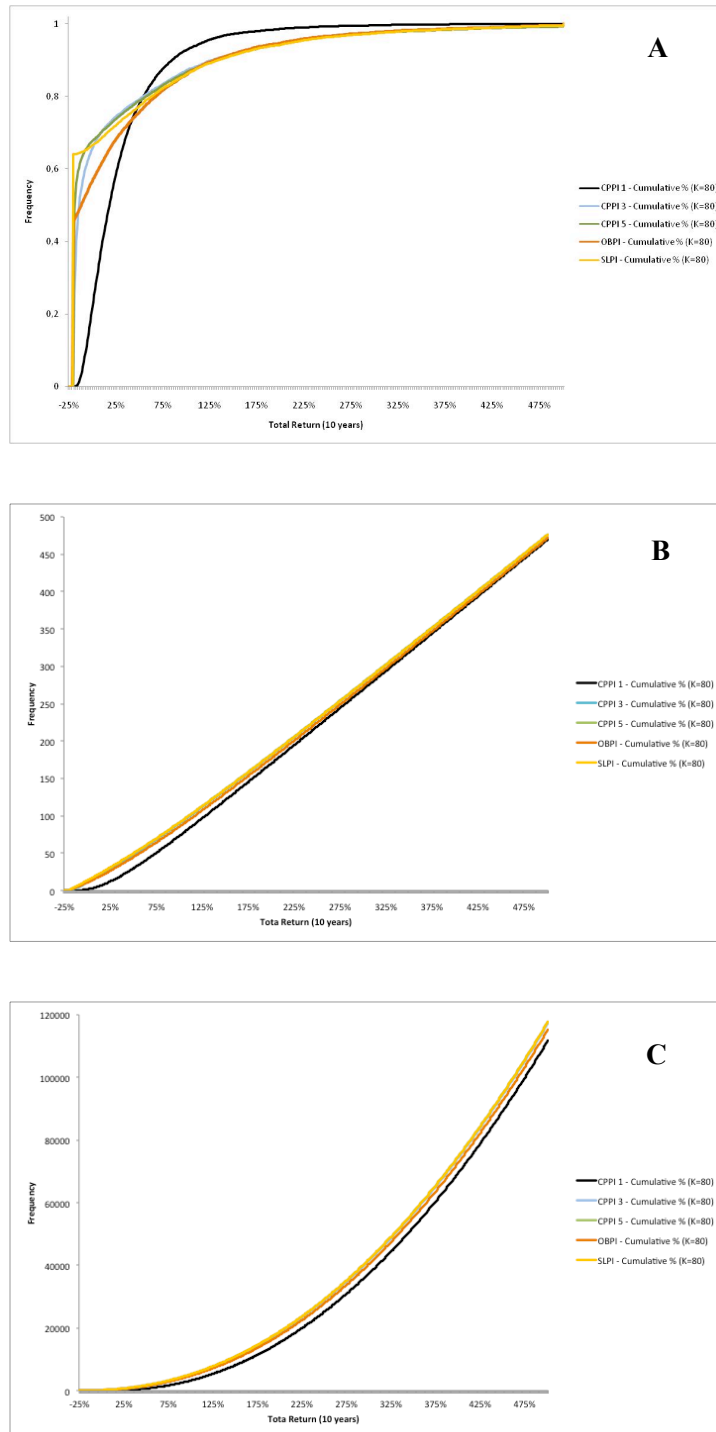 A
1
0,8
0,6
0,4
0,2
0
Frequency
-25% 25% 75% 125% 175% 225% 275% 325% 375% 425% 475%
Total Return (10 years)
CPPI 1 - Cumulative % (K=80)
CPPI 3 - Cumulative % (K=80)
CPPI 5 - Cumulative % (K=80)
OBPI - Cumulative % (K=80)
SLPI - Cumulative % (K=80)
B
500
450
400
350
300
250
200
150
100
50
0
Frequency
-25% 25% 75% 125% 175% 225% 275% 325% 375% 425% 475%
Tota Return (10 years)
CPPI 1 - Cumulative % (K=80)
CPPI 3 - Cumulative % (K=80)
CPPI 5 - Cumulative % (K=80)
OBPI - Cumulative % (K=80)
SLPI - Cumulative % (K=80)
C
120000
100000
80000
60000
40000
20000
0
Frequency
-25% 25% 75% 125% 175% 225% 275% 325% 375% 425% 475%
Tota Return (10 years)
CPPI 1 - Cumulative % (K=80)
CPPI 3 - Cumulative % (K=80)
CPPI 5 - Cumulative % (K=80)
OBPI - Cumulative % (K=80)
SLPI - Cumulative % (K=80)